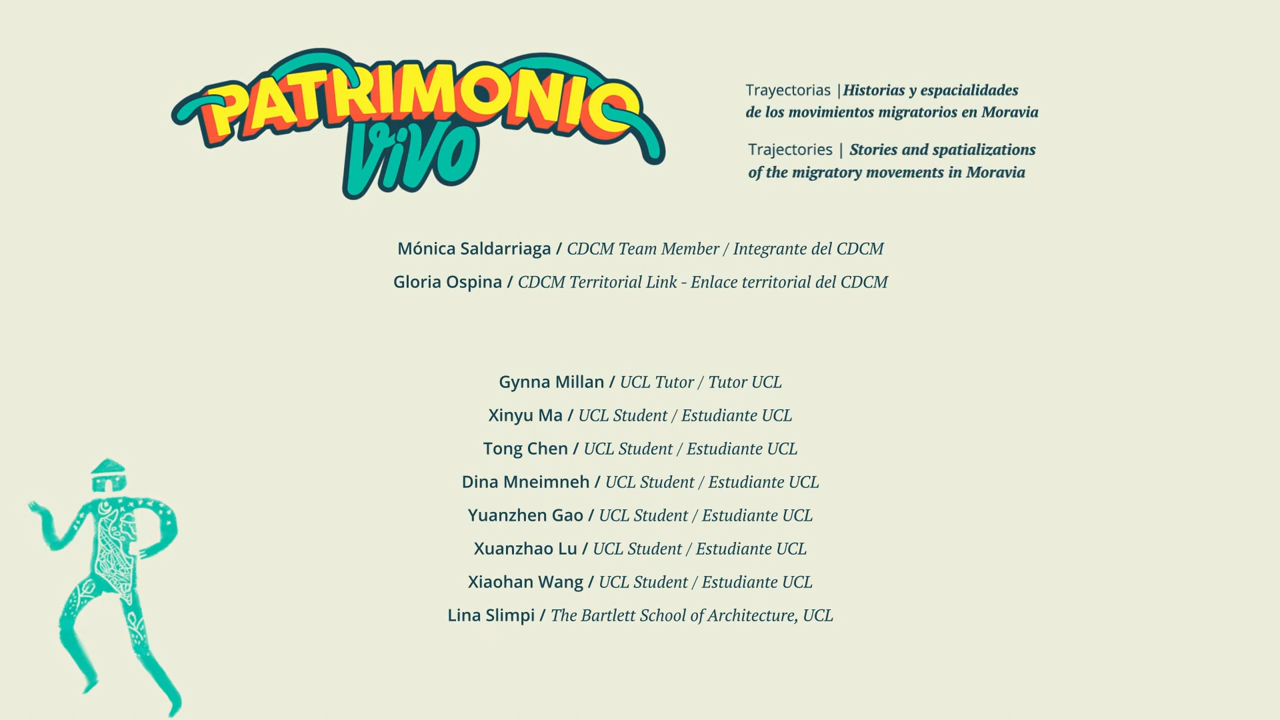 PATRIMONIO
Vivo
Trayectorias |Historias y espacialidades
de los movimientos migratorios en Moravia
Trajectories | Stories and spatializations
of the migratory movements in Moravia
Mónica Saldarriaga / CDCM Team Member / Integrante del CDCM
Gloria Ospina / CDCM Territorial Link - Enlace territorial del CDCM
Gynna Millan / UCL Tutor / Tutor UCL
Xinyu Ma / UCL Student / Estudiante UCL
Tong Chen / UCL Student / Estudiante UCL
Dina Mneimneh / UCL Student / Estudiante UCL
Yuanzhen Gao / UCL Student / Estudiante UCL
Xuanzhao Lu / UCL Student / Estudiante UCL
Xiaohan Wang / UCL Student / Estudiante UCL
Lina Slimpi / The Bartlett School of Architecture, UCL